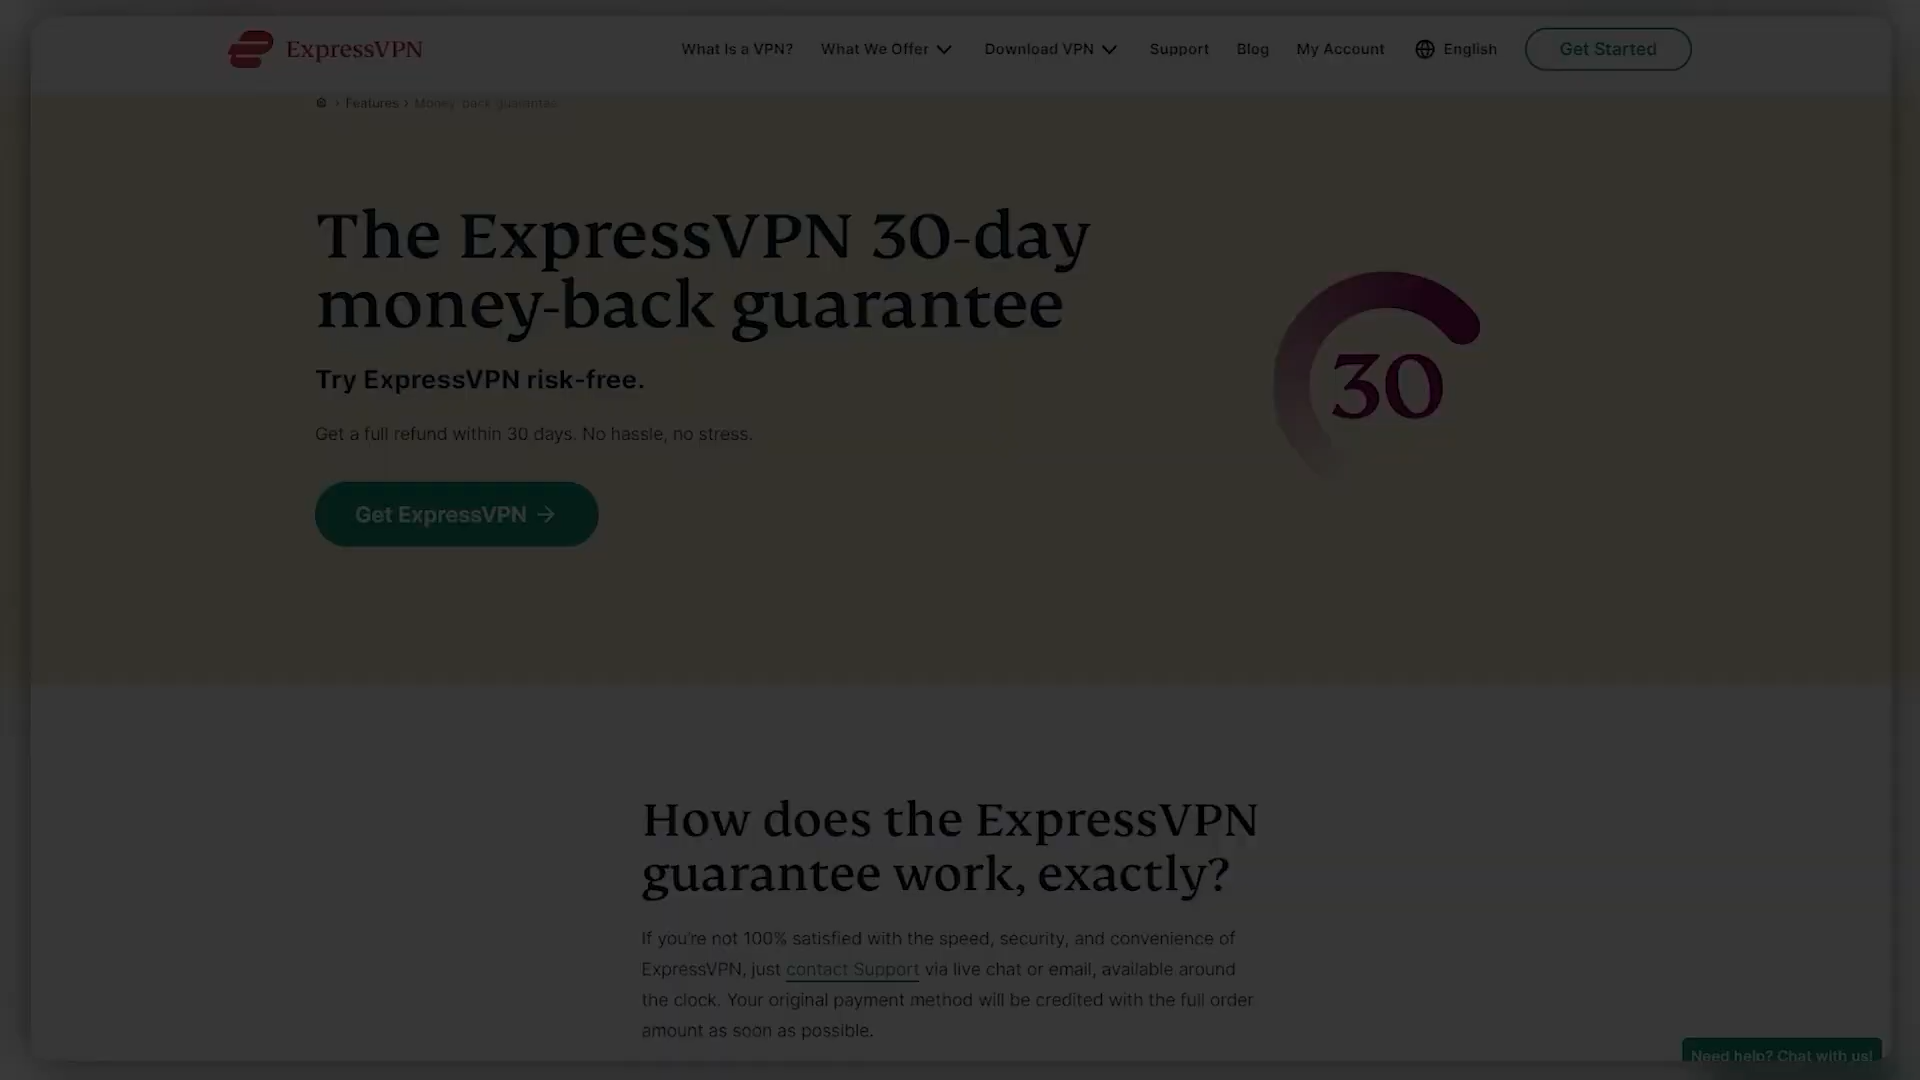 ExpressVPN
What Is a VPN?
What We Offer
Download VPN
Support
Blog
My Account
English
Get Started
Features › Money-back guarantee
The ExpressVPN 30-day
money-back guarantee
Try ExpressVPN risk-free.
Get a full refund within 30 days. No hassle, no stress.
Get ExpressVPN →
30
How does the ExpressVPN
guarantee work, exactly?
If you're not 100% satisfied with the speed, security, and convenience of
ExpressVPN, just contact Support via live chat or email, available around
the clock. Your original payment method will be credited with the full order
amount as soon as possible.
Need help? Chat with us!